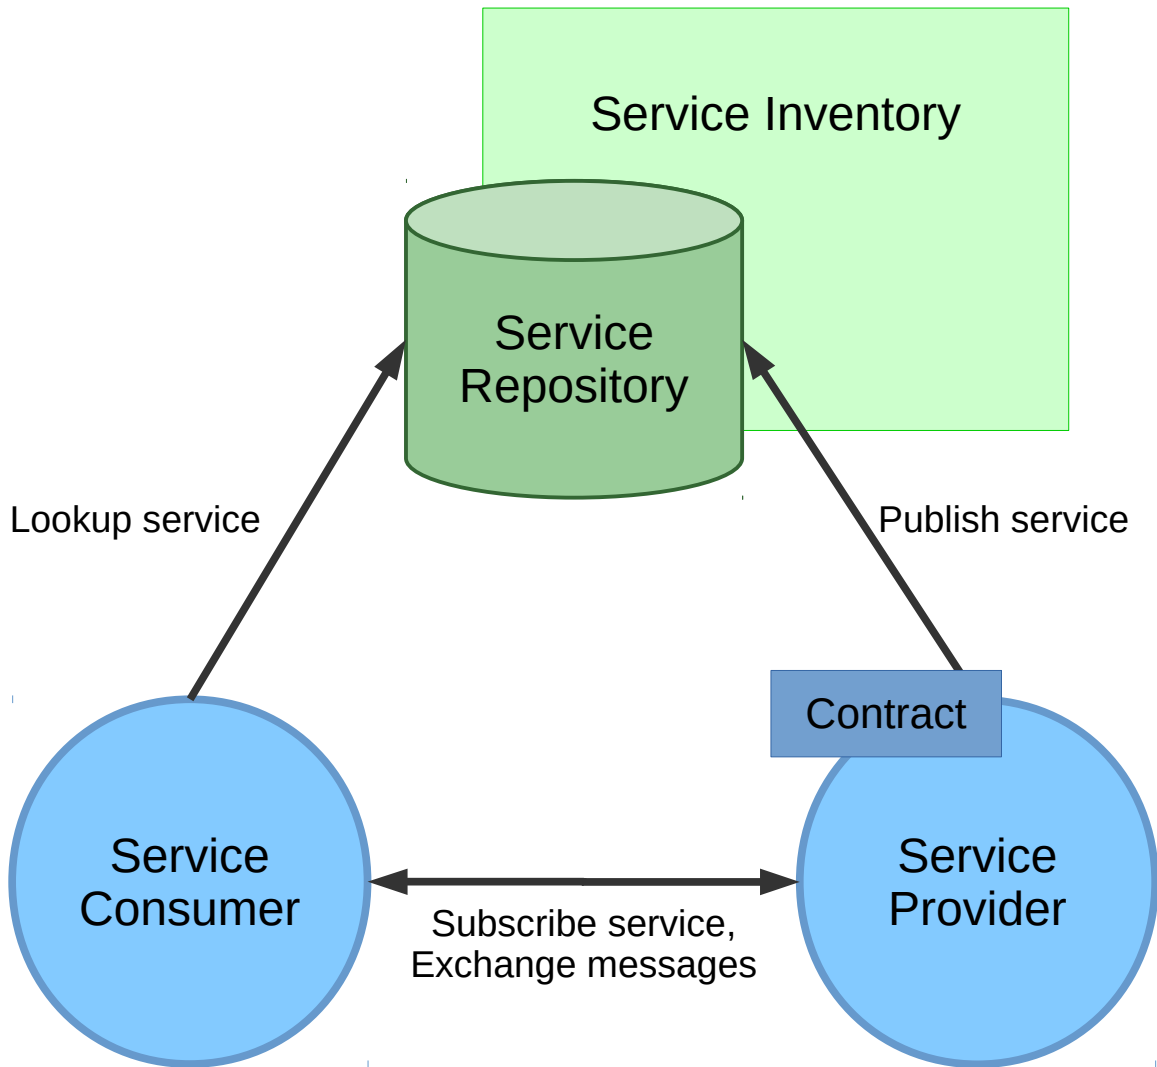 Service Inventory
Service
Repository
Lookup service
Publish service
Contract
Service
Consumer
Service
Provider
Subscribe service,
Exchange messages